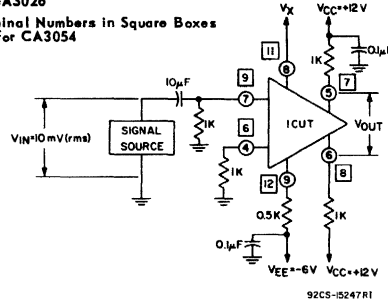 CA3026
inal Numbers in Square Boxes
for CA3054
VX
VCC=+12V
0.1μF
1K
11
8
7
5
10μF
9
7
VIN=10mV(rms)
SIGNAL
SOURCE
1K
6
4
ICUT
VOUT
6
8
12
9
1K
0.5K
1K
0.1μF
VEE=-6V
VCC=+12V
92CS-15247R1